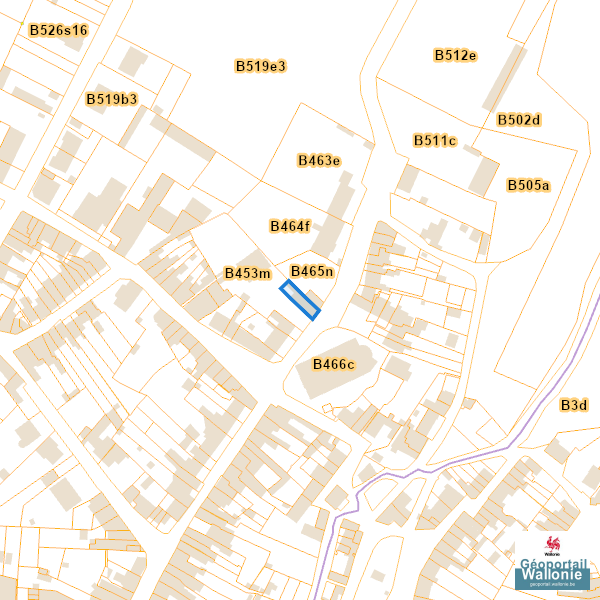 B526s16
B519e3
B512e
B519b3
B502d
B511c
B463e
B505a
B464f
B453m
B465n
B466c
B3d
Wallonie
Géoportail
Wallonie
geoportail.wallonie.be